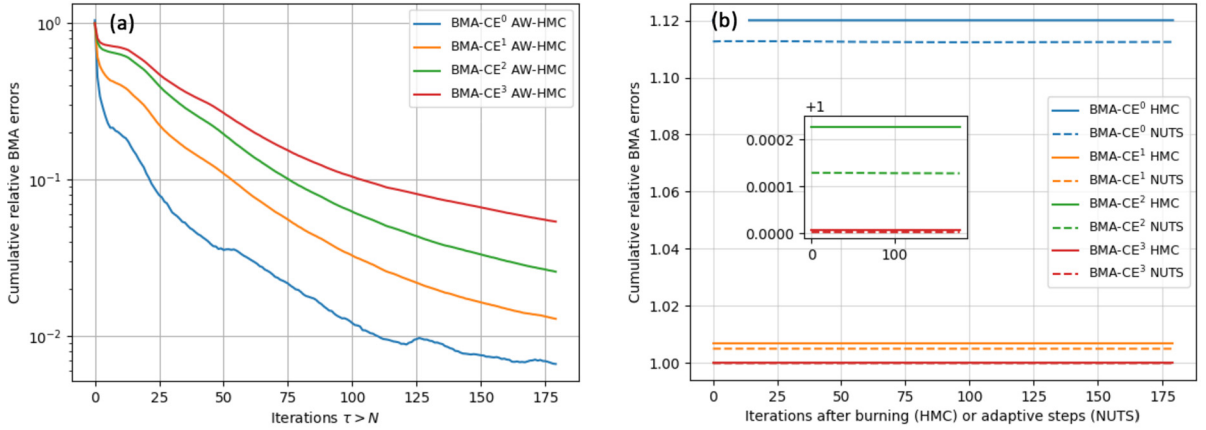 (a)
BMA-CE⁰ AW-HMC
BMA-CE¹ AW-HMC
BMA-CE² AW-HMC
BMA-CE³ AW-HMC
Cumulative relative BMA errors
10⁰
10⁻¹
10⁻²
0 25 50 75 100 125 150 175
Iterations τ > N
(b)
Cumulative relative BMA errors
1.12
1.10
1.08
1.06
1.04
1.02
1.00
+1
0.0002
0.0001
0.0000
0 100
BMA-CE⁰ HMC
BMA-CE⁰ NUTS
BMA-CE¹ HMC
BMA-CE¹ NUTS
BMA-CE² HMC
BMA-CE² NUTS
BMA-CE³ HMC
BMA-CE³ NUTS
0 25 50 75 100 125 150 175
Iterations after burning (HMC) or adaptive steps (NUTS)